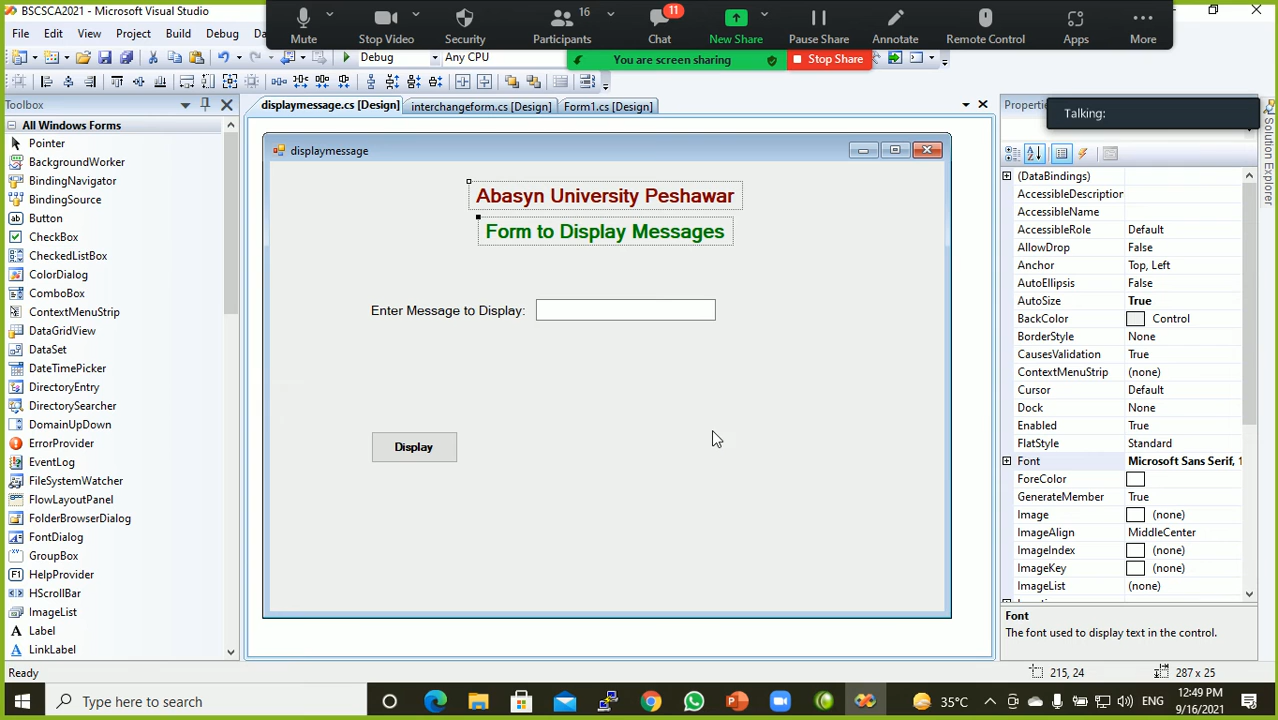 BSCSCA2021 - Microsoft Visual Studio
Mute
Stop Video
Security
16
Participants
11
Chat
New Share
Pause Share
Annotate
Remote Control
Apps
More
File
Edit
View
Project
Build
Debug
You are screen sharing
Stop Share
Debug
Any CPU
Toolbox
displaymessage.cs [Design]
interchangeform.cs [Design]
Form1.cs [Design]
Talking:
Solution Explorer
All Windows Forms
Pointer
BackgroundWorker
BindingNavigator
BindingSource
Button
CheckBox
CheckedListBox
ColorDialog
ComboBox
ContextMenuStrip
DataGridView
DataSet
DateTimePicker
DirectoryEntry
DirectorySearcher
DomainUpDown
ErrorProvider
EventLog
FileSystemWatcher
FlowLayoutPanel
FolderBrowserDialog
FontDialog
GroupBox
HelpProvider
HScrollBar
ImageList
Label
LinkLabel
displaymessage
Abasyn University Peshawar
Form to Display Messages
Enter Message to Display:
Display
(DataBindings)
AccessibleDescription
AccessibleName
AccessibleRole Default
AllowDrop False
Anchor Top, Left
AutoEllipsis False
AutoSize True
BackColor Control
BorderStyle None
CausesValidation True
ContextMenuStrip (none)
Cursor Default
Dock None
Enabled True
FlatStyle Standard
Font Microsoft Sans Serif, 1
ForeColor
GenerateMember True
Image (none)
ImageAlign MiddleCenter
ImageIndex (none)
ImageKey (none)
ImageList (none)
Font
The font used to display text in the control.
Ready
215, 24
287 x 25
Type here to search
35°C
ENG
12:49 PM
9/16/2021